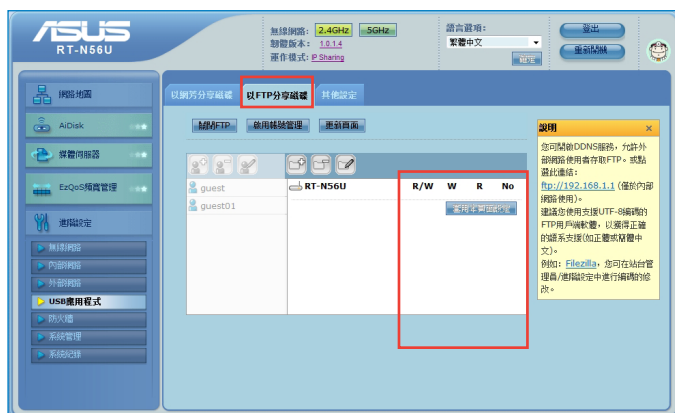 ASUS
RT-N56U
無線網路: 2.4GHz 5GHz
韌體版本: 1.0.1.4
運作模式: IP Sharing
語言選項:
繁體中文
確定
登出
重新開機
網路地圖
AiDisk
媒體伺服器
EzQoS頻寬管理
進階設定
無線網路
內部網路
外部網路
USB應用程式
防火牆
系統管理
系統紀錄
以網芳分享磁碟 以FTP分享磁碟 其他設定
關閉FTP 啟用帳號管理 更新頁面
guest
guest01
RT-N56U R/W W R No
說明 ×
您可開啟DDNS服務，允許外
部網路使用者存取FTP。或點
選此連結：
ftp://192.168.1.1 (僅於內部
網路使用)。
建議您使用支援UTF-8編碼的
FTP用戶端軟體，以獲得正確
的語系支援(如正體或簡體中
文)。
例如： Filezilla，您可在站台管
理員/進階設定中進行編碼的修
改。